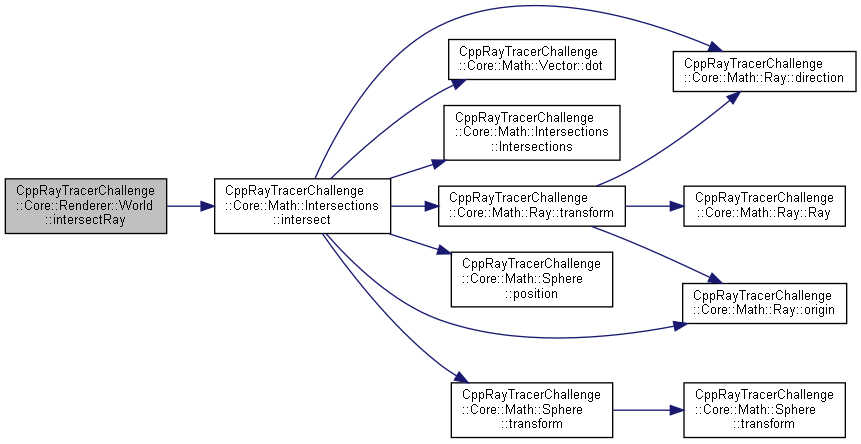 CppRayTracerChallenge
::Core::Renderer::World
::intersectRay
CppRayTracerChallenge
::Core::Math::Intersections
::intersect
CppRayTracerChallenge
::Core::Math::Vector::dot
CppRayTracerChallenge
::Core::Math::Intersections
::Intersections
CppRayTracerChallenge
::Core::Math::Ray::transform
CppRayTracerChallenge
::Core::Math::Sphere
::position
CppRayTracerChallenge
::Core::Math::Sphere
::transform
CppRayTracerChallenge
::Core::Math::Ray::direction
CppRayTracerChallenge
::Core::Math::Ray::Ray
CppRayTracerChallenge
::Core::Math::Ray::origin
CppRayTracerChallenge
::Core::Math::Sphere
::transform